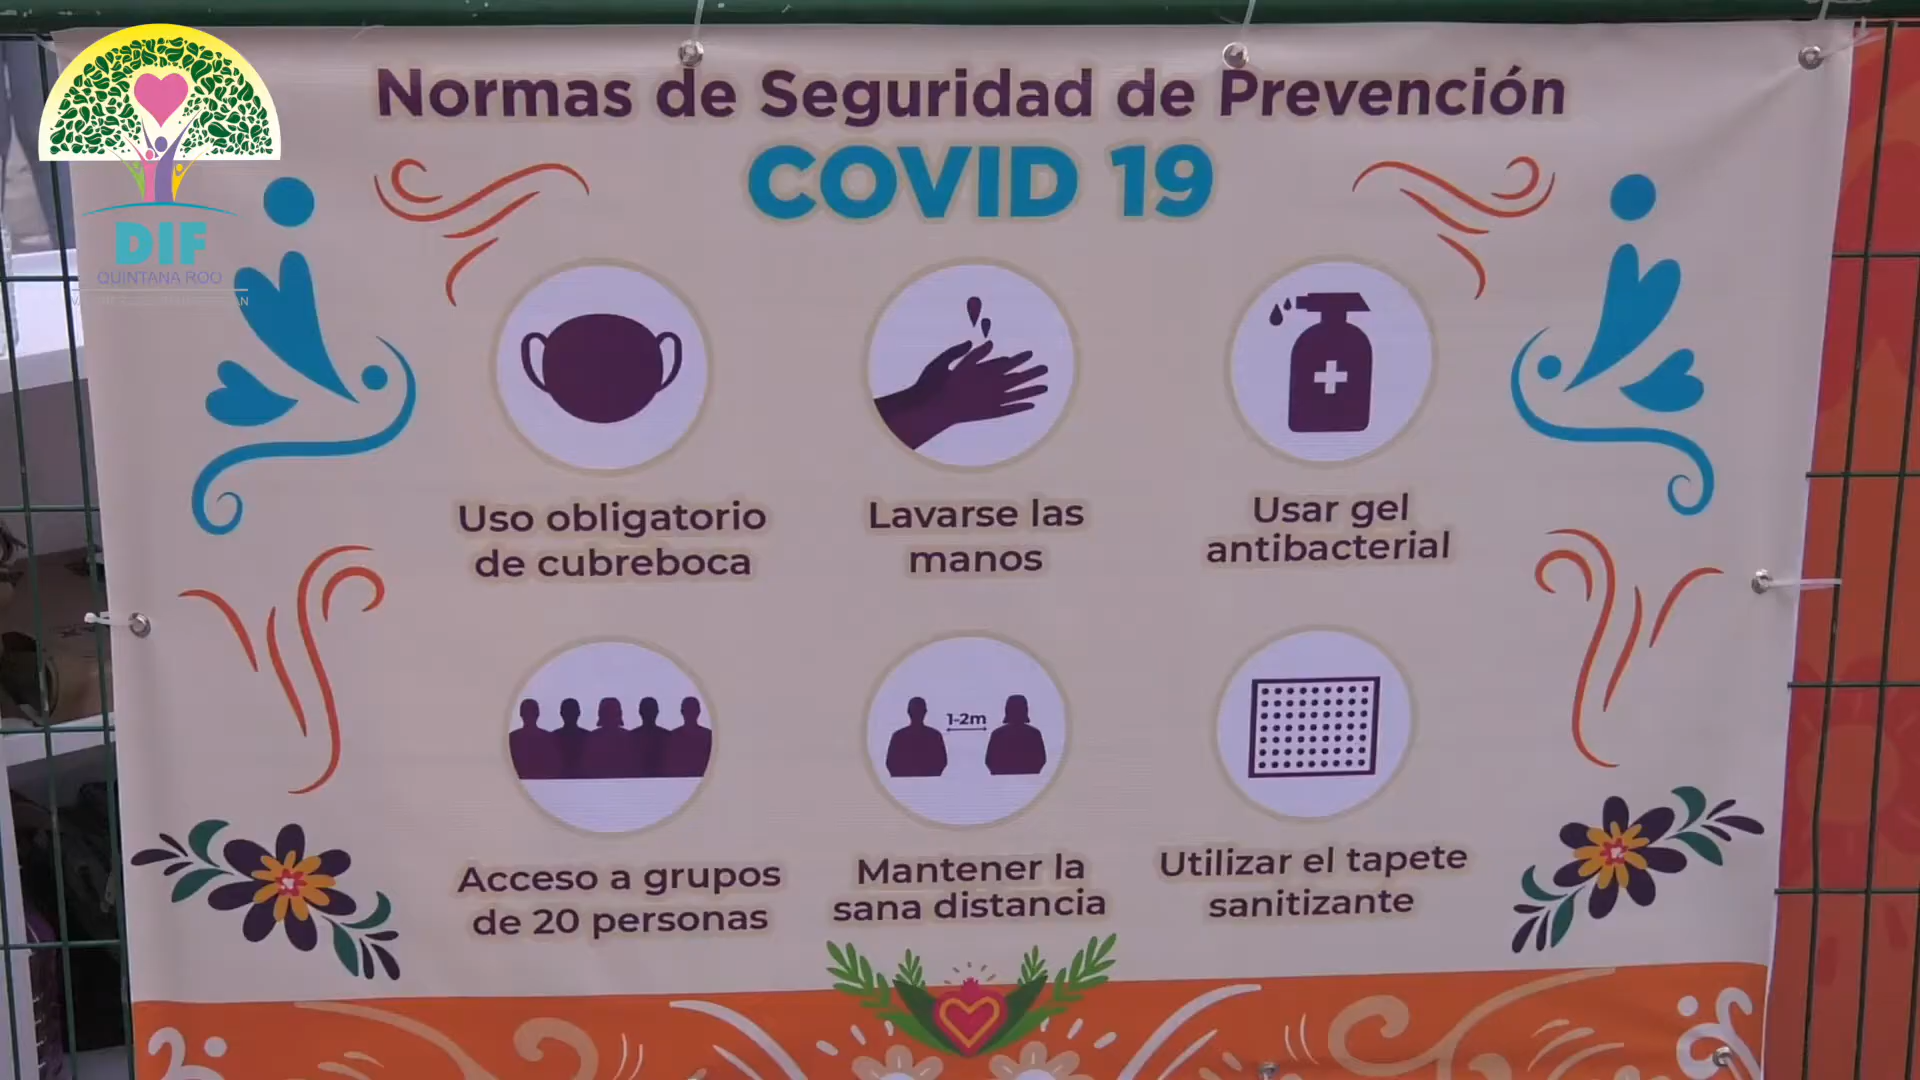 Normas de Seguridad de Prevención
COVID 19
DIF
QUINTANA ROO
Uso obligatorio
de cubreboca
Lavarse las
manos
Usar gel
antibacterial
1-2m
Acceso a grupos
de 20 personas
Mantener la
sana distancia
Utilizar el tapete
sanitizante